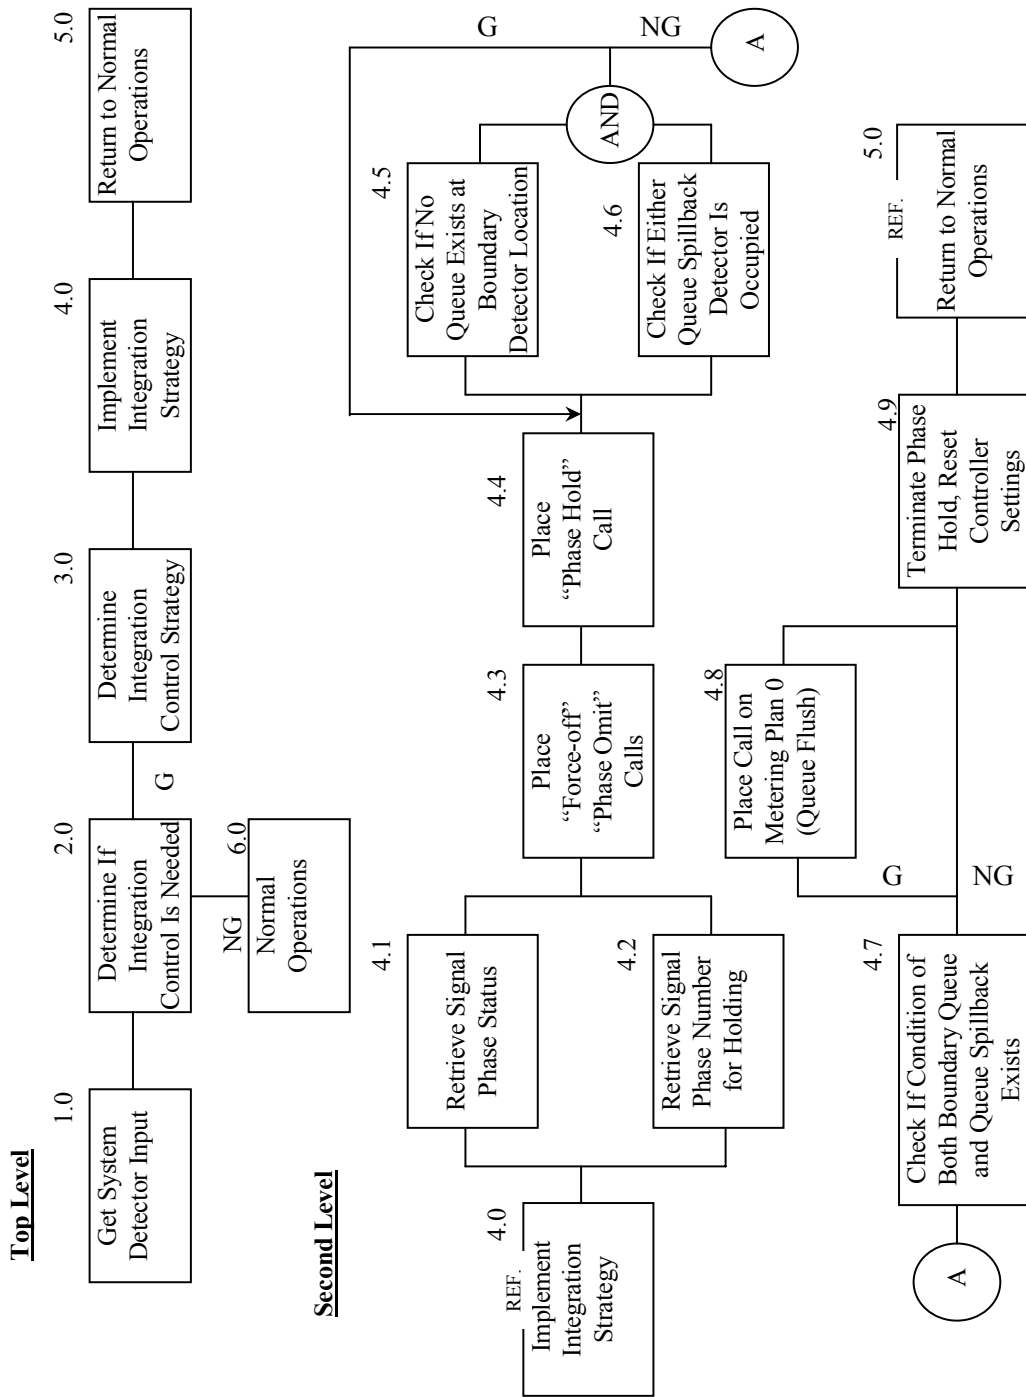 Top Level
1.0
Get System
Detector Input
2.0
Determine If
Integration
Control Is Needed
G
NG
6.0
Normal
Operations
3.0
Determine
Integration
Control Strategy
4.0
Implement
Integration
Strategy
5.0
Return to Normal
Operations
Second Level
4.0
REF.
Implement
Integration
Strategy
4.1
Retrieve Signal
Phase Status
4.2
Retrieve Signal
Phase Number
for Holding
4.3
Place
“Force-off”
“Phase Omit”
Calls
4.4
Place
“Phase Hold”
Call
4.5
Check If No
Queue Exists at
Boundary
Detector Location
4.6
Check If Either
Queue Spillback
Detector Is
Occupied
AND
G
NG
A
A
4.7
Check If Condition of
Both Boundary Queue
and Queue Spillback
Exists
G
NG
4.8
Place Call on
Metering Plan 0
(Queue Flush)
4.9
Terminate Phase
Hold, Reset
Controller
Settings
5.0
REF.
Return to Normal
Operations